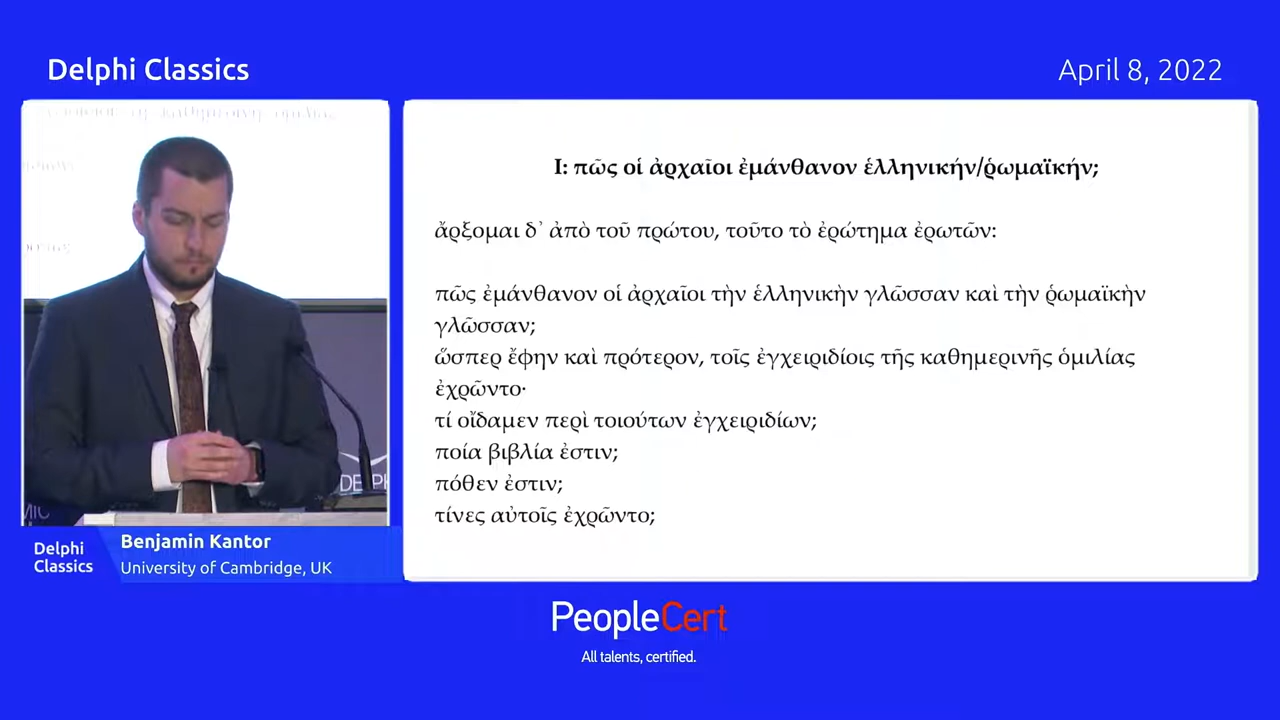 Delphi Classics
April 8, 2022
Ι: πῶς οἱ ἀρχαῖοι ἐμάνθανον ἑλληνικήν/ῥωμαϊκήν;
ἄρξομαι δ᾽ ἀπὸ τοῦ πρώτου, τοῦτο τὸ ἐρώτημα ἐρωτῶν:
πῶς ἐμάνθανον οἱ ἀρχαῖοι τὴν ἑλληνικὴν γλῶσσαν καὶ τὴν ῥωμαϊκὴν
γλῶσσαν;
ὥσπερ ἔφην καὶ πρότερον, τοῖς ἐγχειριδίοις τῆς καθημερινῆς ὁμιλίας
ἐχρῶντο·
τί οἴδαμεν περὶ τοιούτων ἐγχειριδίων;
ποία βιβλία ἐστιν;
πόθεν ἐστιν;
τίνες αὐτοῖς ἐχρῶντο;
Delphi
Classics
Benjamin Kantor
University of Cambridge, UK
PeopleCert
All talents, certified.